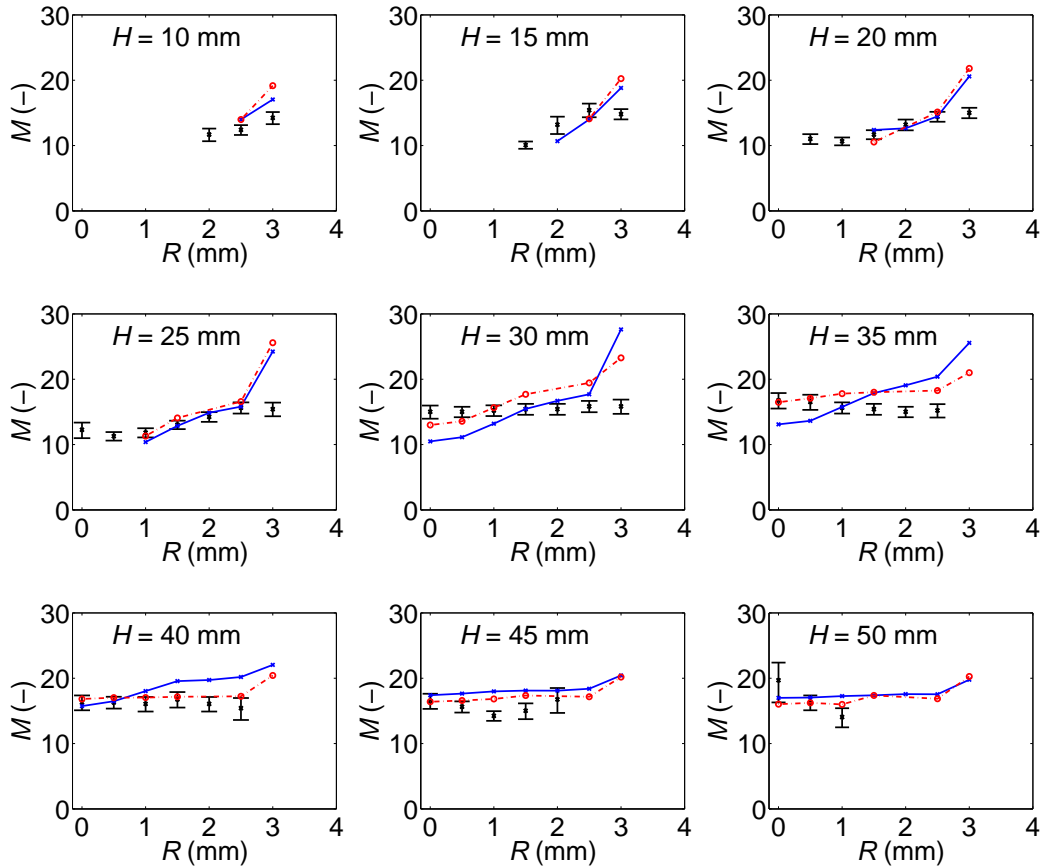 30
20
10
0
M (−)
H = 10 mm
0 1 2 3 4
R (mm)
30
20
10
0
M (−)
H = 15 mm
0 1 2 3 4
R (mm)
30
20
10
0
M (−)
H = 20 mm
0 1 2 3 4
R (mm)
30
20
10
0
M (−)
H = 25 mm
0 1 2 3 4
R (mm)
30
20
10
0
M (−)
H = 30 mm
0 1 2 3 4
R (mm)
30
20
10
0
M (−)
H = 35 mm
0 1 2 3 4
R (mm)
30
20
10
0
M (−)
H = 40 mm
0 1 2 3 4
R (mm)
30
20
10
0
M (−)
H = 45 mm
0 1 2 3 4
R (mm)
30
20
10
0
M (−)
H = 50 mm
0 1 2 3 4
R (mm)